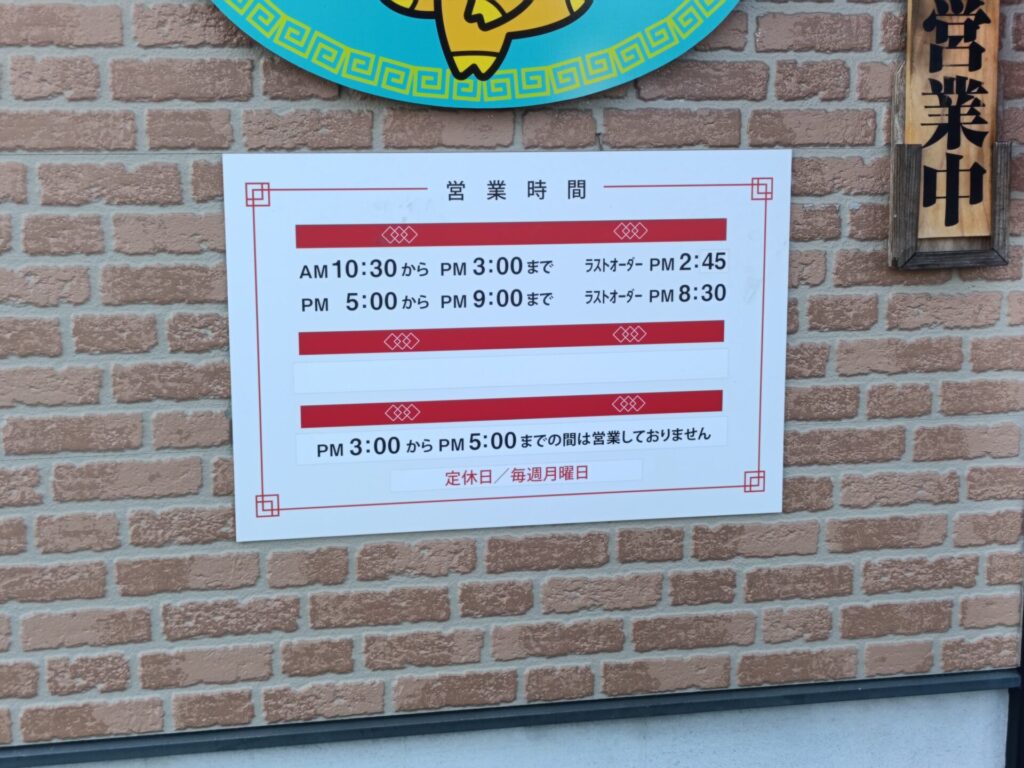 営業中
営業時間
AM 10:30 から PM 3:00 まで ラストオーダー PM 2:45
PM 5:00 から PM 9:00 まで ラストオーダー PM 8:30
PM 3:00 から PM 5:00 までの間は営業しておりません
定休日／毎週月曜日